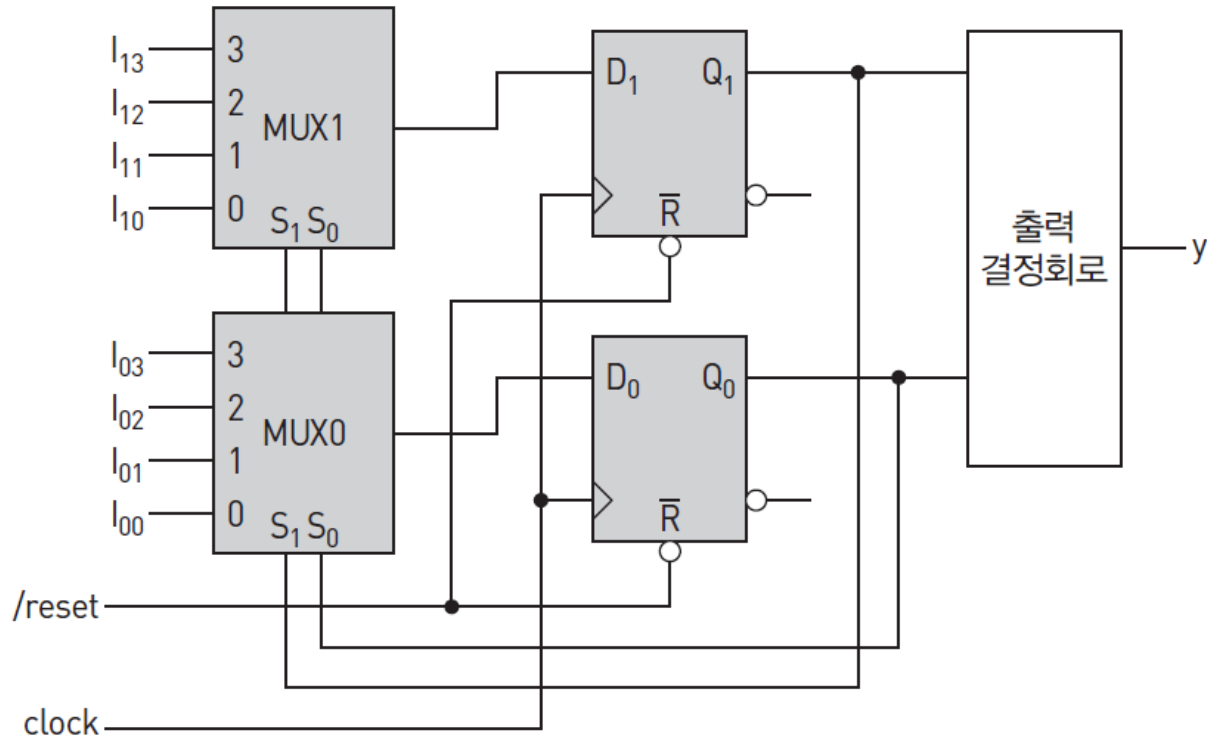 I₁₃ 3
I₁₂ 2
MUX1
I₁₁ 1
I₁₀ 0
S₁ S₀
D₁ Q₁
R̅
I₀₃ 3
I₀₂ 2
MUX0
I₀₁ 1
I₀₀ 0
S₁ S₀
D₀ Q₀
R̅
출력
결정회로
y
/reset
clock